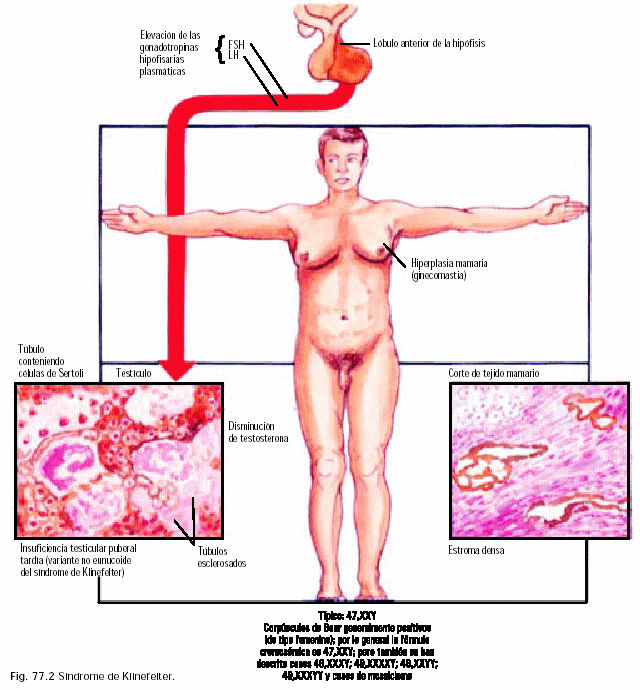 Elevación de las
gonadotropinas
hipofisarias
plasmáticas
FSH
LH
Lóbulo anterior de la hipófisis
Hiperplasia mamaria
(ginecomastia)
Túbulo
conteniendo
células de Sertoli
Testículo
Disminución
de testosterona
Corte de tejido mamario
Insuficiencia testicular puberal
tardía (variante no eunucoide
del síndrome de Klinefelter)
Túbulos
esclerosados
Estroma densa
Típico: 47,XXY
Corpúsculos de Barr generalmente positivos
(de tipo femenino); por lo general la fórmula
cromosómica es 47,XXY; pero también se han
descrito casos 48,XXXY; 49,XXXXY; 48,XXYY;
49,XXXYY y casos de mosaicismo
Fig. 77.2 Síndrome de Klinefelter.